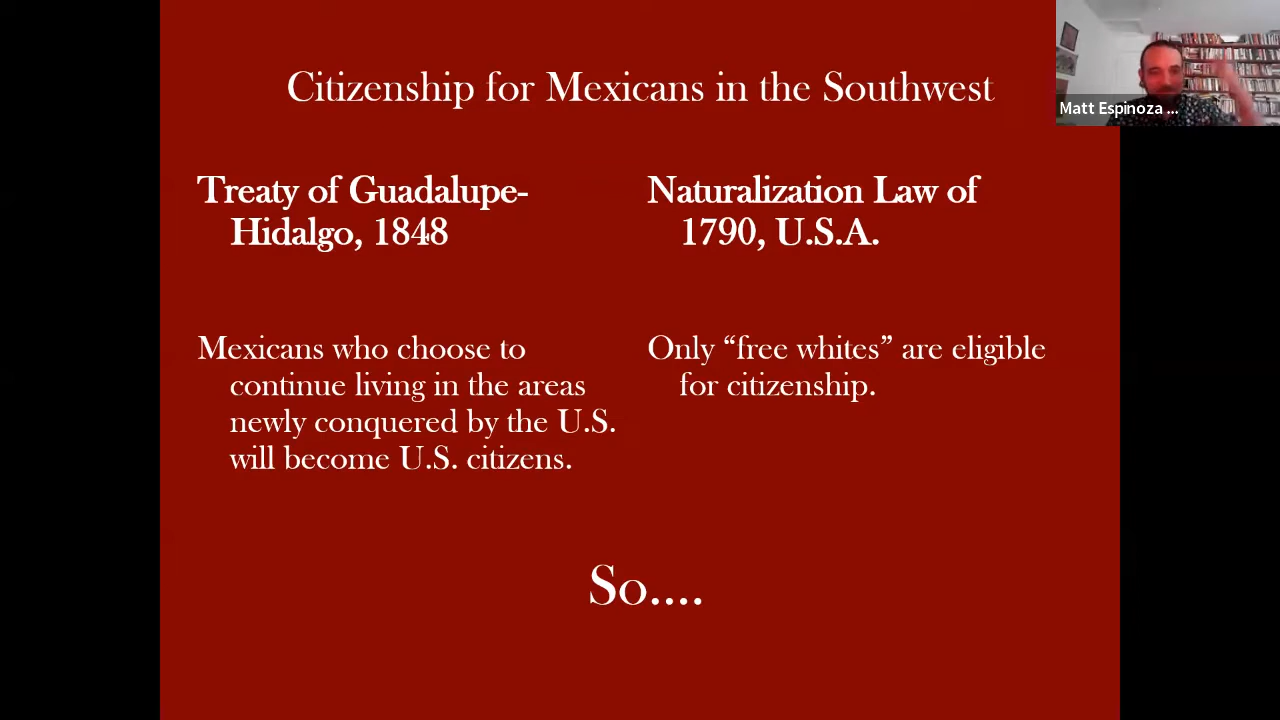 Citizenship for Mexicans in the Southwest
Matt Espinoza ...
Treaty of Guadalupe-
Hidalgo, 1848
Mexicans who choose to
continue living in the areas
newly conquered by the U.S.
will become U.S. citizens.
Naturalization Law of
1790, U.S.A.
Only “free whites” are eligible
for citizenship.
So....